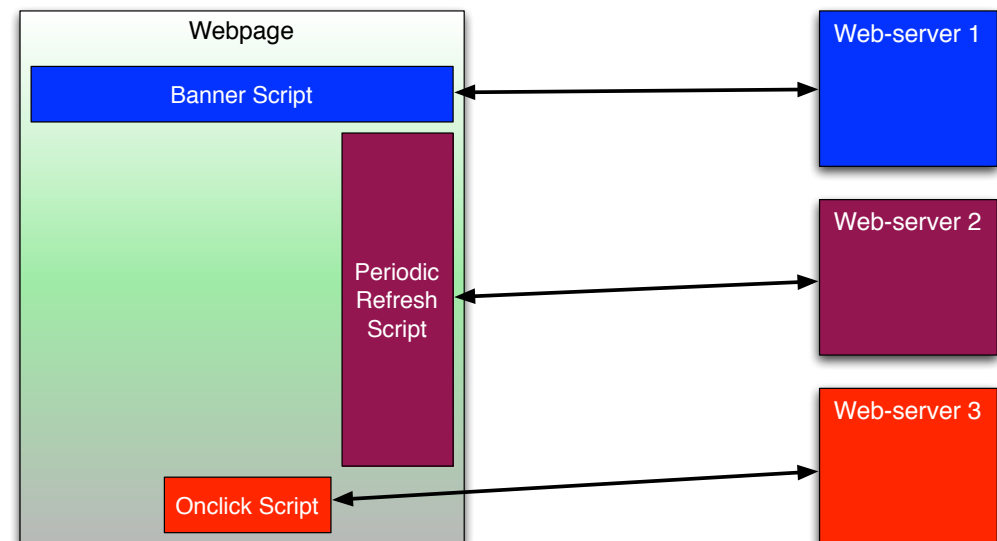 Webpage
Banner Script
Periodic
Refresh
Script
Onclick Script
Web-server 1
Web-server 2
Web-server 3